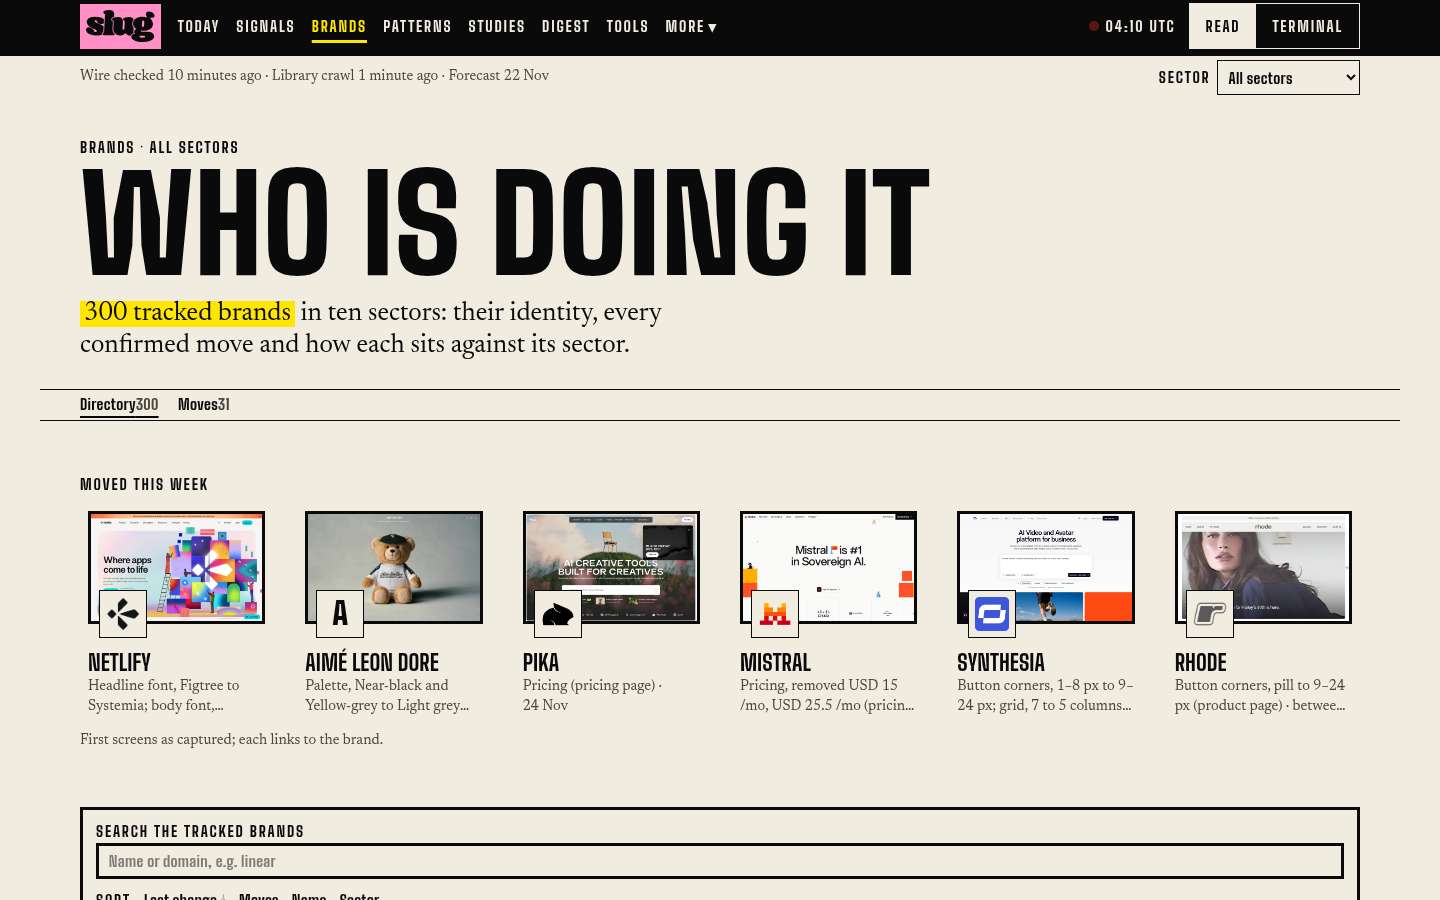 slug TODAY SIGNALS BRANDS PATTERNS STUDIES DIGEST TOOLS MORE ▾ 04:10 UTC READ TERMINAL
Wire checked 10 minutes ago · Library crawl 1 minute ago · Forecast 22 Nov SECTOR All sectors
BRANDS · ALL SECTORS
WHO IS DOING IT
300 tracked brands in ten sectors: their identity, every
confirmed move and how each sits against its sector.
Directory300 Moves31
MOVED THIS WEEK
Where apps
come to life
AI CREATIVE TOOLS
BUILT FOR CREATIVES
Mistral is #1
in Sovereign AI.
AI Video and Avatar
platform for business
rhode
A
NETLIFY
Headline font, Figtree to
Systemia; body font,...
AIMÉ LEON DORE
Palette, Near-black and
Yellow-grey to Light grey...
PIKA
Pricing (pricing page) ·
24 Nov
MISTRAL
Pricing, removed USD 15
/mo, USD 25.5 /mo (pricin...
SYNTHESIA
Button corners, 1–8 px to 9–
24 px; grid, 7 to 5 columns...
RHODE
Button corners, pill to 9–24
px (product page) · betwee...
First screens as captured; each links to the brand.
SEARCH THE TRACKED BRANDS
Name or domain, e.g. linear
SORT Last change Moves Name Sector